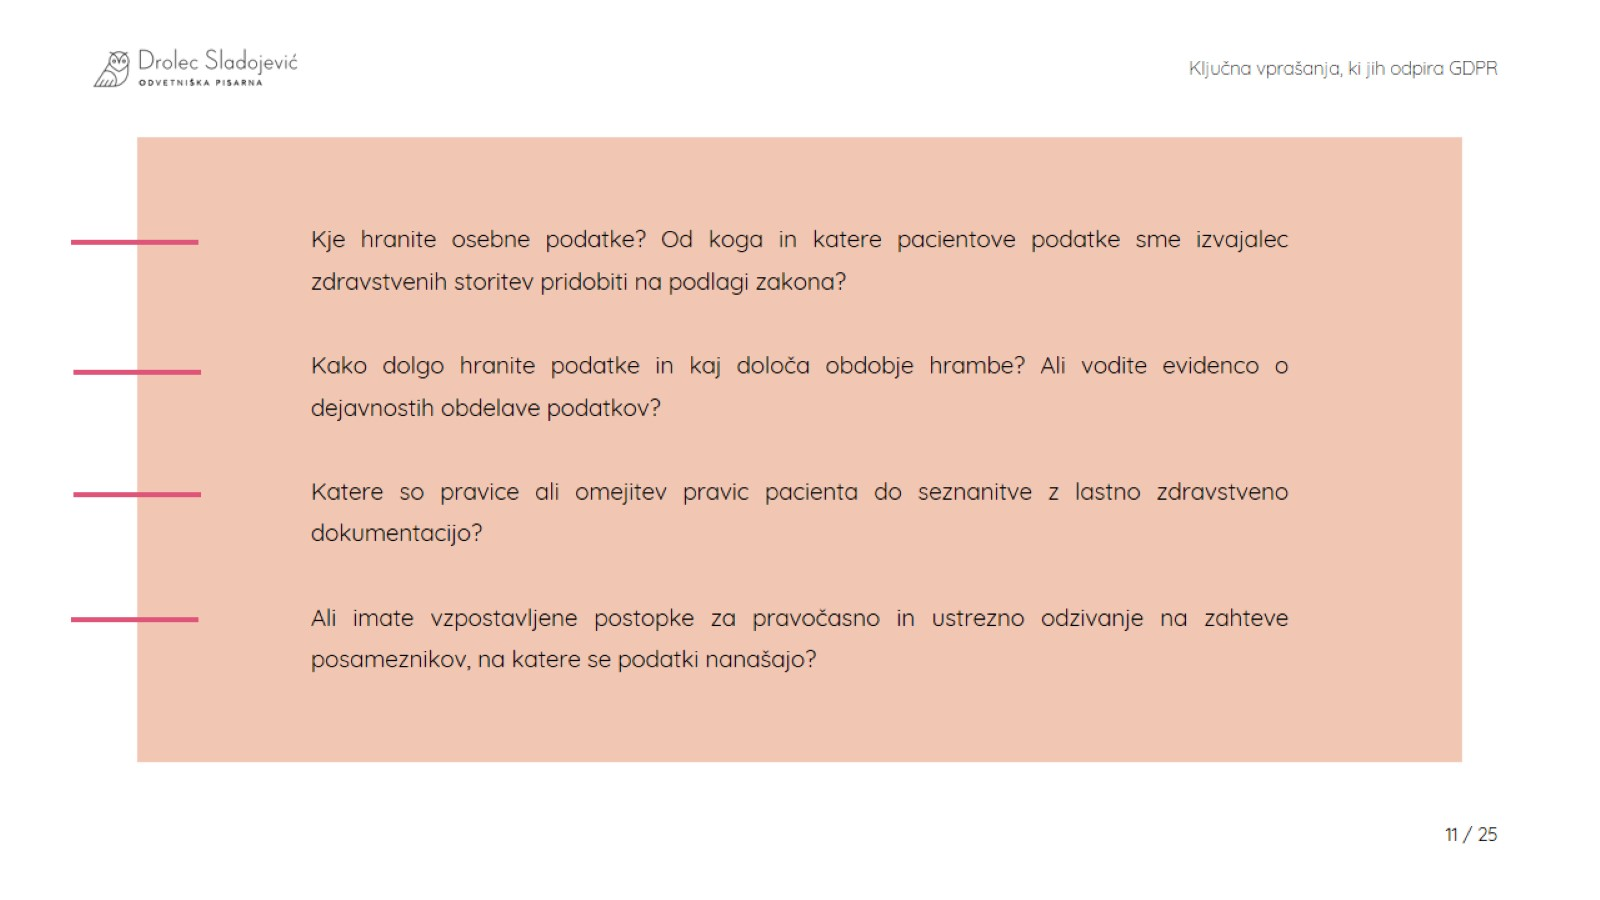 Drolec Sladojević
ODVETNIŠKA PISARNA
Ključna vprašanja, ki jih odpira GDPR
Kje hranite osebne podatke? Od koga in katere pacientove podatke sme izvajalec
zdravstvenih storitev pridobiti na podlagi zakona?
Kako dolgo hranite podatke in kaj določa obdobje hrambe? Ali vodite evidenco o
dejavnostih obdelave podatkov?
Katere so pravice ali omejitev pravic pacienta do seznanitve z lastno zdravstveno
dokumentacijo?
Ali imate vzpostavljene postopke za pravočasno in ustrezno odzivanje na zahteve
posameznikov, na katere se podatki nanašajo?
11 / 25